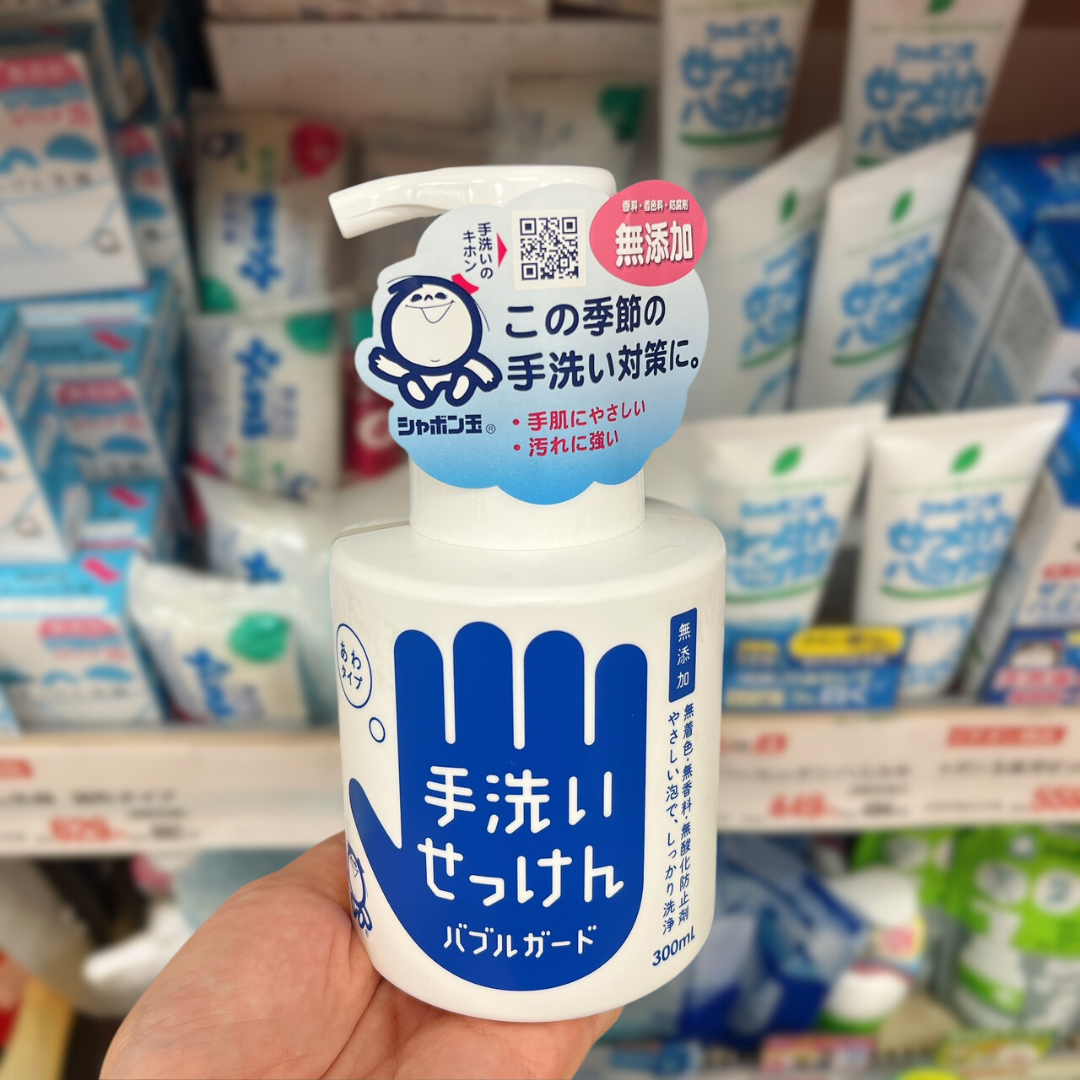 手洗いの
キホン
香料・着色料・防腐剤
無添加
この季節の
手洗い対策に。
シャボン玉®
・手肌にやさしい
・汚れに強い
あわ
タイプ
手洗い
せっけん
バブルガード
無添加
無着色・無香料・無酸化防止剤
やさしい泡で、しっかり洗浄
300mL